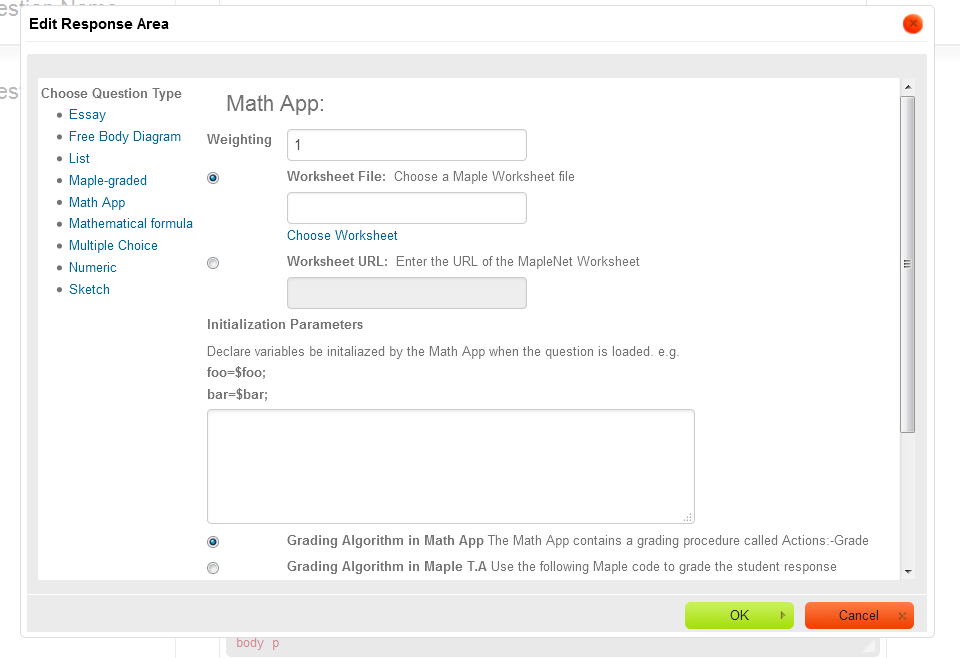 Edit Response Area
Choose Question Type
Essay
Free Body Diagram
List
Maple-graded
Math App
Mathematical formula
Multiple Choice
Numeric
Sketch
Math App:
Weighting 1
Worksheet File: Choose a Maple Worksheet file
Choose Worksheet
Worksheet URL: Enter the URL of the MapleNet Worksheet
Initialization Parameters
Declare variables be initaliazed by the Math App when the question is loaded. e.g.
foo=$foo;
bar=$bar;
Grading Algorithm in Math App The Math App contains a grading procedure called Actions:-Grade
Grading Algorithm in Maple T.A Use the following Maple code to grade the student response
OK
Cancel
body p